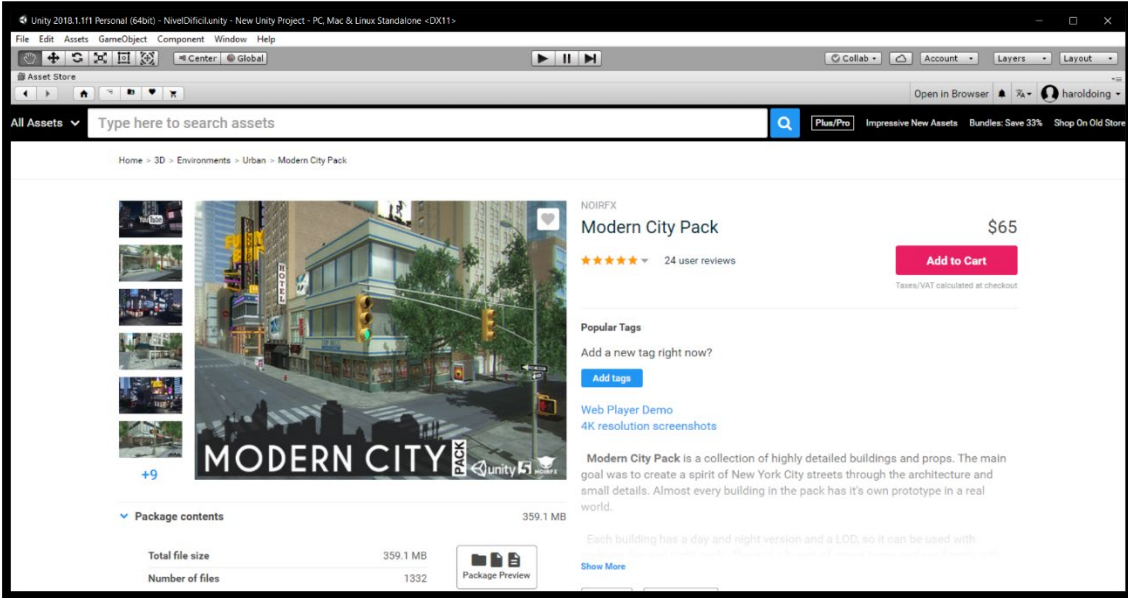 Unity 2018.1.1f1 Personal (64bit) - NivelDificil.unity - New Unity Project - PC, Mac & Linux Standalone <DX11>
File Edit Assets GameObject Component Window Help
Center Global Collab Account Layers Layout
Asset Store
Open in Browser haroldoing
All Assets Type here to search assets Plus/Pro Impressive New Assets Bundles: Save 33% Shop On Old Store
Home > 3D > Environments > Urban > Modern City Pack
YouTube
HOTEL
MODERN CITY PACK
unity 5 NOIRFX
+9
NOIRFX
Modern City Pack $65
24 user reviews Add to Cart
Taxes/VAT calculated at checkout
Popular Tags
Add a new tag right now?
Add tags
Web Player Demo
4K resolution screenshots
Modern City Pack is a collection of highly detailed buildings and props. The main
goal was to create a spirit of New York City streets through the architecture and
small details. Almost every building in the pack has it's own prototype in a real
world.
Each building has a day and night version and a LOD, so it can be used with
Show More
Package contents 359.1 MB
Total file size 359.1 MB
Number of files 1332
Package Preview